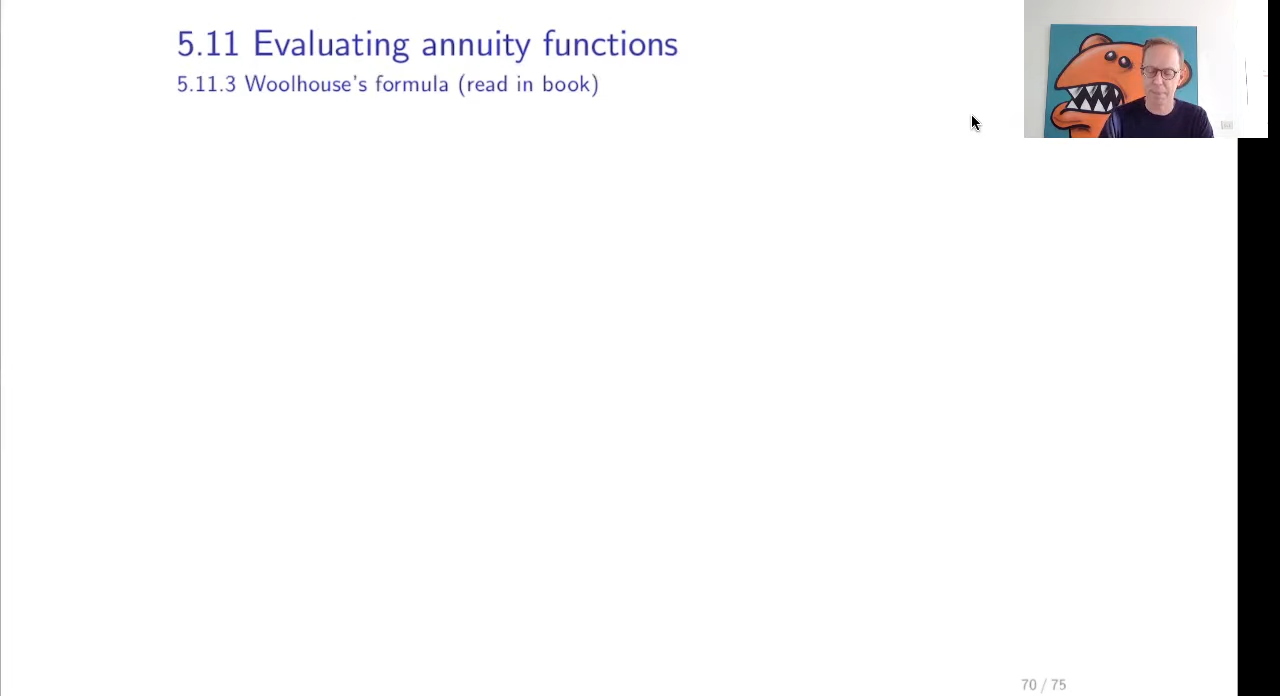 5.11 Evaluating annuity functions
5.11.3 Woolhouse's formula (read in book)
70 / 75